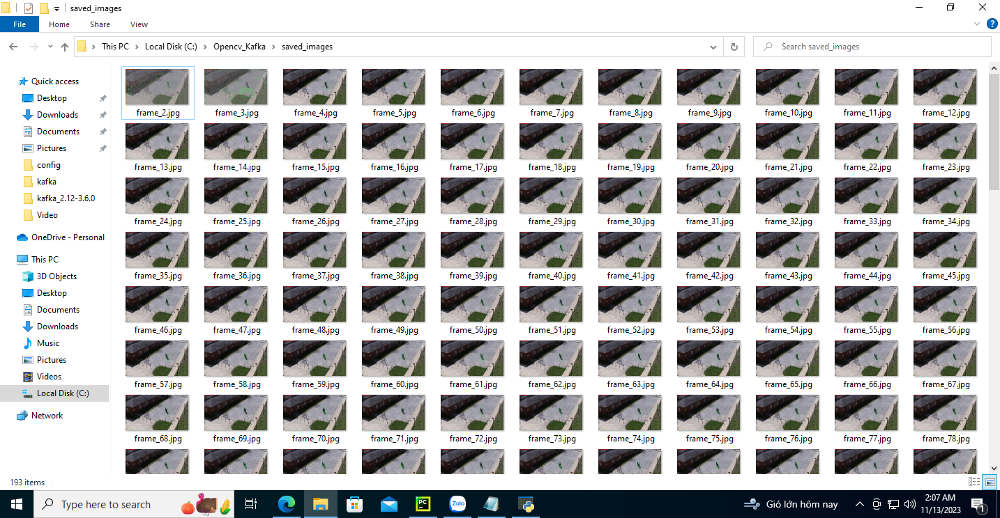 saved_images
File Home Share View
This PC Local Disk (C:) Opencv_Kafka saved_images
Search saved_images
Quick access
Desktop
Downloads
Documents
Pictures
config
kafka
kafka_2.12-3.6.0
Video
OneDrive - Personal
This PC
3D Objects
Desktop
Documents
Downloads
Music
Pictures
Videos
Local Disk (C:)
Network
frame_2.jpg frame_3.jpg frame_4.jpg frame_5.jpg frame_6.jpg frame_7.jpg frame_8.jpg frame_9.jpg frame_10.jpg frame_11.jpg frame_12.jpg
frame_13.jpg frame_14.jpg frame_15.jpg frame_16.jpg frame_17.jpg frame_18.jpg frame_19.jpg frame_20.jpg frame_21.jpg frame_22.jpg frame_23.jpg
frame_24.jpg frame_25.jpg frame_26.jpg frame_27.jpg frame_28.jpg frame_29.jpg frame_30.jpg frame_31.jpg frame_32.jpg frame_33.jpg frame_34.jpg
frame_35.jpg frame_36.jpg frame_37.jpg frame_38.jpg frame_39.jpg frame_40.jpg frame_41.jpg frame_42.jpg frame_43.jpg frame_44.jpg frame_45.jpg
frame_46.jpg frame_47.jpg frame_48.jpg frame_49.jpg frame_50.jpg frame_51.jpg frame_52.jpg frame_53.jpg frame_54.jpg frame_55.jpg frame_56.jpg
frame_57.jpg frame_58.jpg frame_59.jpg frame_60.jpg frame_61.jpg frame_62.jpg frame_63.jpg frame_64.jpg frame_65.jpg frame_66.jpg frame_67.jpg
frame_68.jpg frame_69.jpg frame_70.jpg frame_71.jpg frame_72.jpg frame_73.jpg frame_74.jpg frame_75.jpg frame_76.jpg frame_77.jpg frame_78.jpg
193 items
Type here to search
PC
Zalo
Gió lớn hôm nay
2:07 AM
11/13/2023
1